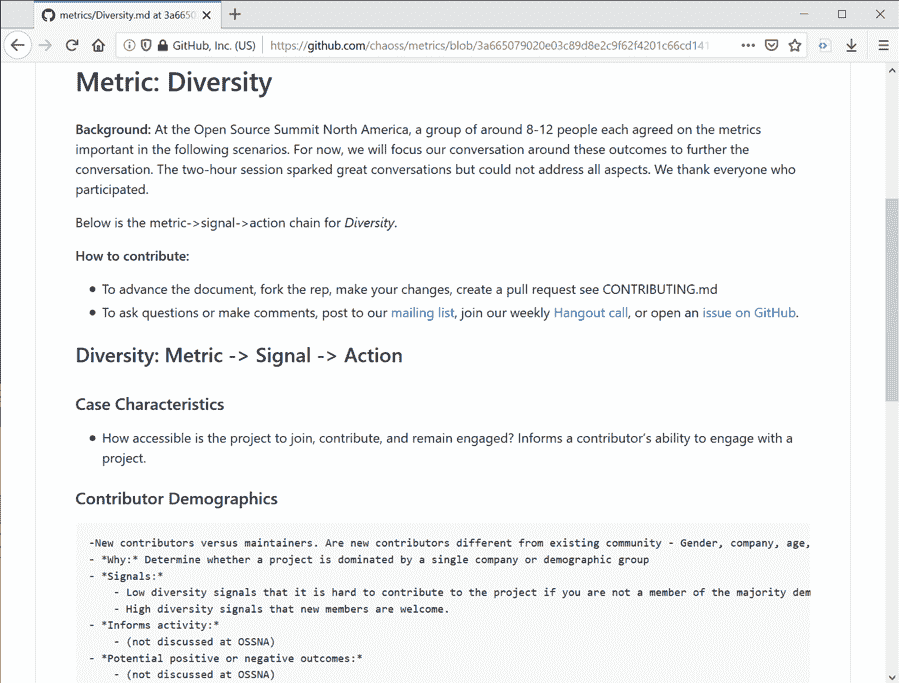 metrics/Diversity.md at 3a6650
GitHub, Inc. (US)
https://github.com/chaoss/metrics/blob/3a665079020e03c89d8e2c9f62f4201c66cd141
Metric: Diversity
Background: At the Open Source Summit North America, a group of around 8-12 people each agreed on the metrics
important in the following scenarios. For now, we will focus our conversation around these outcomes to further the
conversation. The two-hour session sparked great conversations but could not address all aspects. We thank everyone who
participated.
Below is the metric->signal->action chain for Diversity.
How to contribute:
• To advance the document, fork the rep, make your changes, create a pull request see CONTRIBUTING.md
• To ask questions or make comments, post to our mailing list, join our weekly Hangout call, or open an issue on GitHub.
Diversity: Metric -> Signal -> Action
Case Characteristics
• How accessible is the project to join, contribute, and remain engaged? Informs a contributor's ability to engage with a
project.
Contributor Demographics
-New contributors versus maintainers. Are new contributors different from existing community - Gender, company, age,
- *Why:* Determine whether a project is dominated by a single company or demographic group
- *Signals:*
- Low diversity signals that it is hard to contribute to the project if you are not a member of the majority dem
- High diversity signals that new members are welcome.
- *Informs activity:*
- (not discussed at OSSNA)
- *Potential positive or negative outcomes:*
- (not discussed at OSSNA)